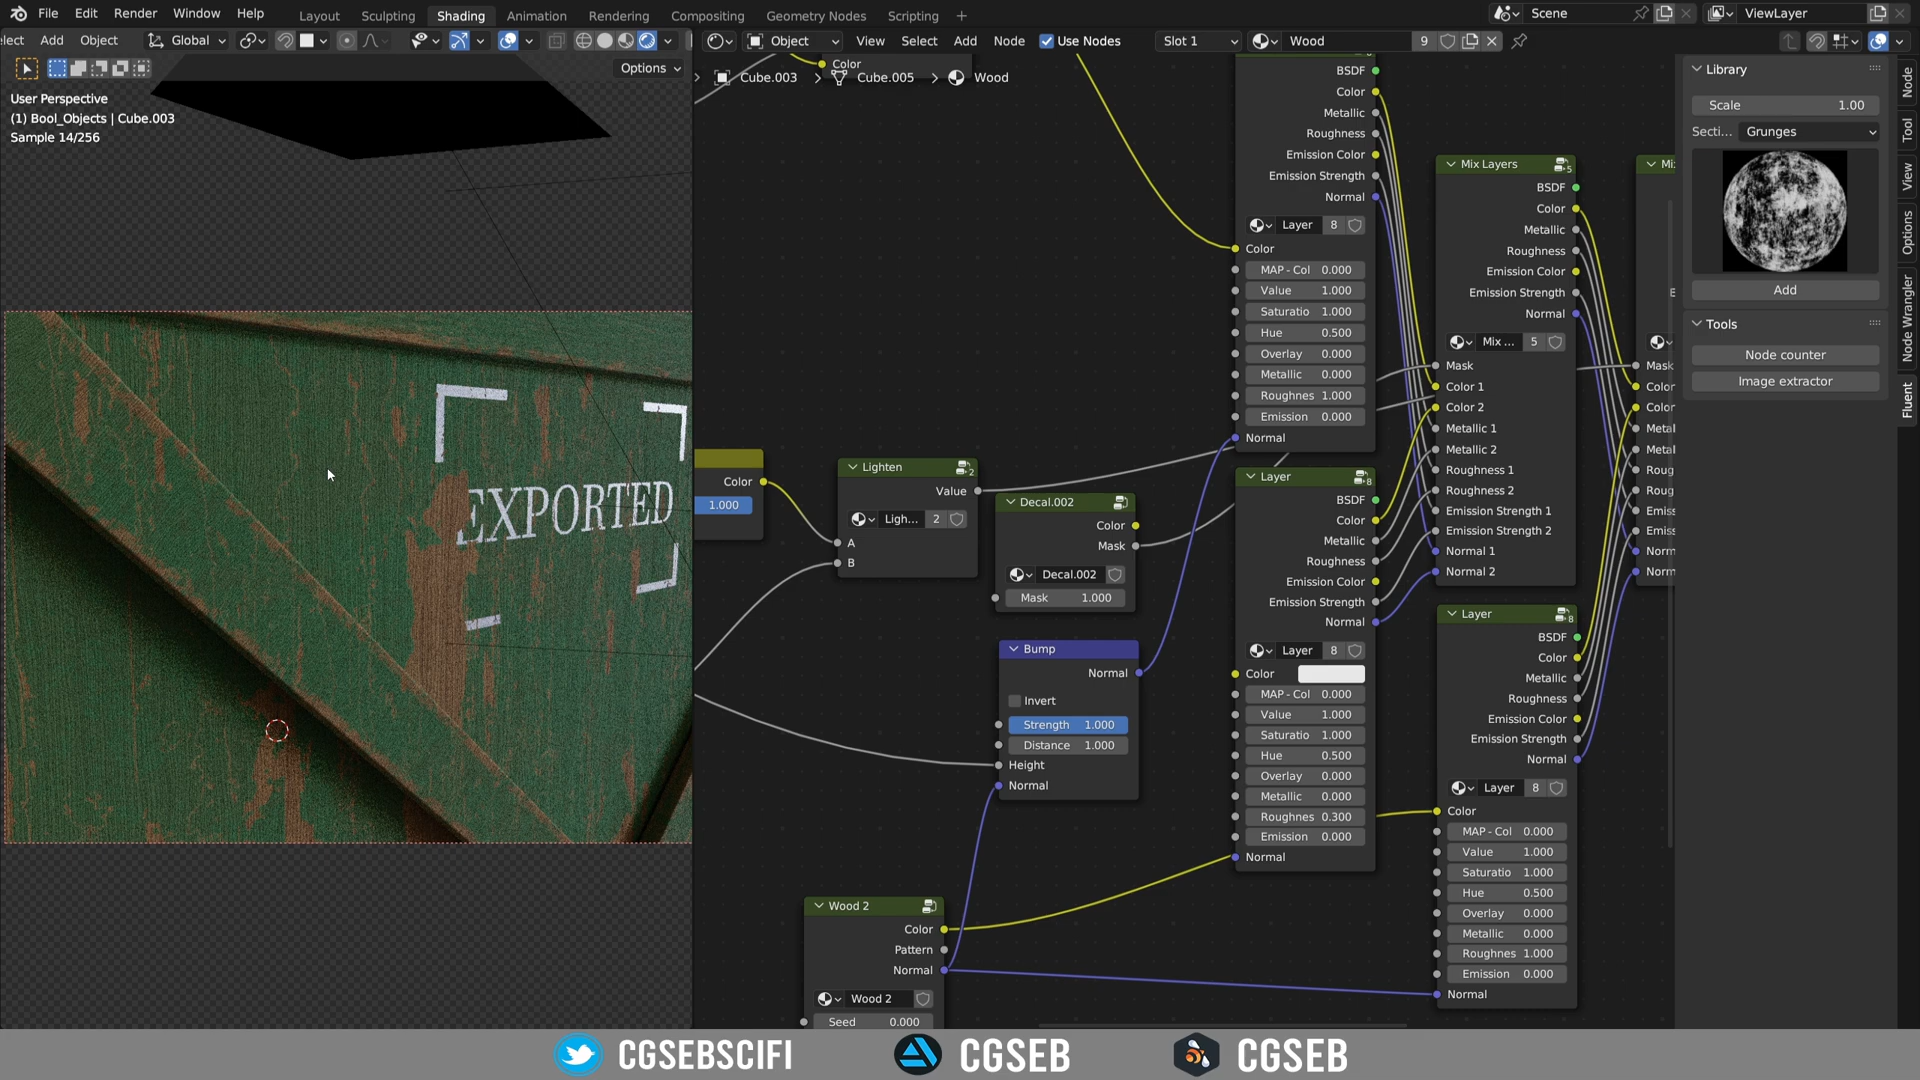 File Edit Render Window Help Layout Sculpting Shading Animation Rendering Compositing Geometry Nodes Scripting Scene ViewLayer
Add Object Global Object View Select Add Node Use Nodes Slot 1 Wood 9
Options
User Perspective
(1) Bool_Objects | Cube.003
Sample 14/256
EXPORTED
Color
Cube.003 > Cube.005 > Wood
Color
1.000
Lighten
Value
Ligh... 2
A
B
Decal.002
Color
Mask
Decal.002
Mask 1.000
Bump
Normal
Invert
Strength 1.000
Distance 1.000
Height
Normal
Wood 2
Color
Pattern
Normal
Wood 2
Seed 0.000
BSDF
Color
Metallic
Roughness
Emission Color
Emission Strength
Normal
Layer 8
Color
MAP - Col 0.000
Value 1.000
Saturatio 1.000
Hue 0.500
Overlay 0.000
Metallic 0.000
Roughnes 1.000
Emission 0.000
Normal
Layer
BSDF
Color
Metallic
Roughness
Emission Color
Emission Strength
Normal
Layer 8
Color
MAP - Col 0.000
Value 1.000
Saturatio 1.000
Hue 0.500
Overlay 0.000
Metallic 0.000
Roughnes 0.300
Emission 0.000
Normal
Mix Layers
BSDF
Color
Metallic
Roughness
Emission Color
Emission Strength
Normal
Mix ... 5
Mask
Color 1
Color 2
Metallic 1
Metallic 2
Roughness 1
Roughness 2
Emission Strength 1
Emission Strength 2
Normal 1
Normal 2
Layer
BSDF
Color
Metallic
Roughness
Emission Color
Emission Strength
Normal
Layer 8
Color
MAP - Col 0.000
Value 1.000
Saturatio 1.000
Hue 0.500
Overlay 0.000
Metallic 0.000
Roughnes 1.000
Emission 0.000
Normal
Mask
Library
Scale 1.00
Secti... Grunges
Add
Tools
Node counter
Image extractor
Node
Tool
View
Options
Node Wrangler
Fluent
CGSEBSCIFI CGSEB CGSEB